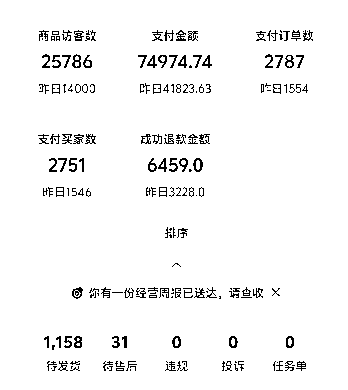 商品访客数 支付金额 支付订单数
25786 74974.74 2787
昨日14000 昨日41823.63 昨日1554
支付买家数 成功退款金额
2751 6459.0
昨日1546 昨日3228.0
排序
你有一份经营周报已送达，请查收 ×
1,158 31 0 0 0
待发货 待售后 违规 投诉 任务单